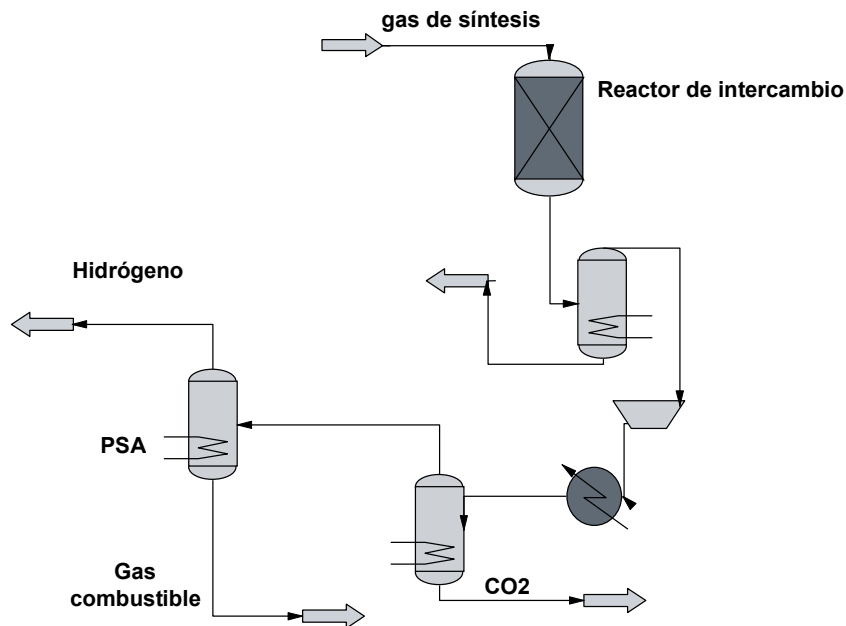 gas de síntesis
Reactor de intercambio
Hidrógeno
PSA
Gas
combustible
CO2